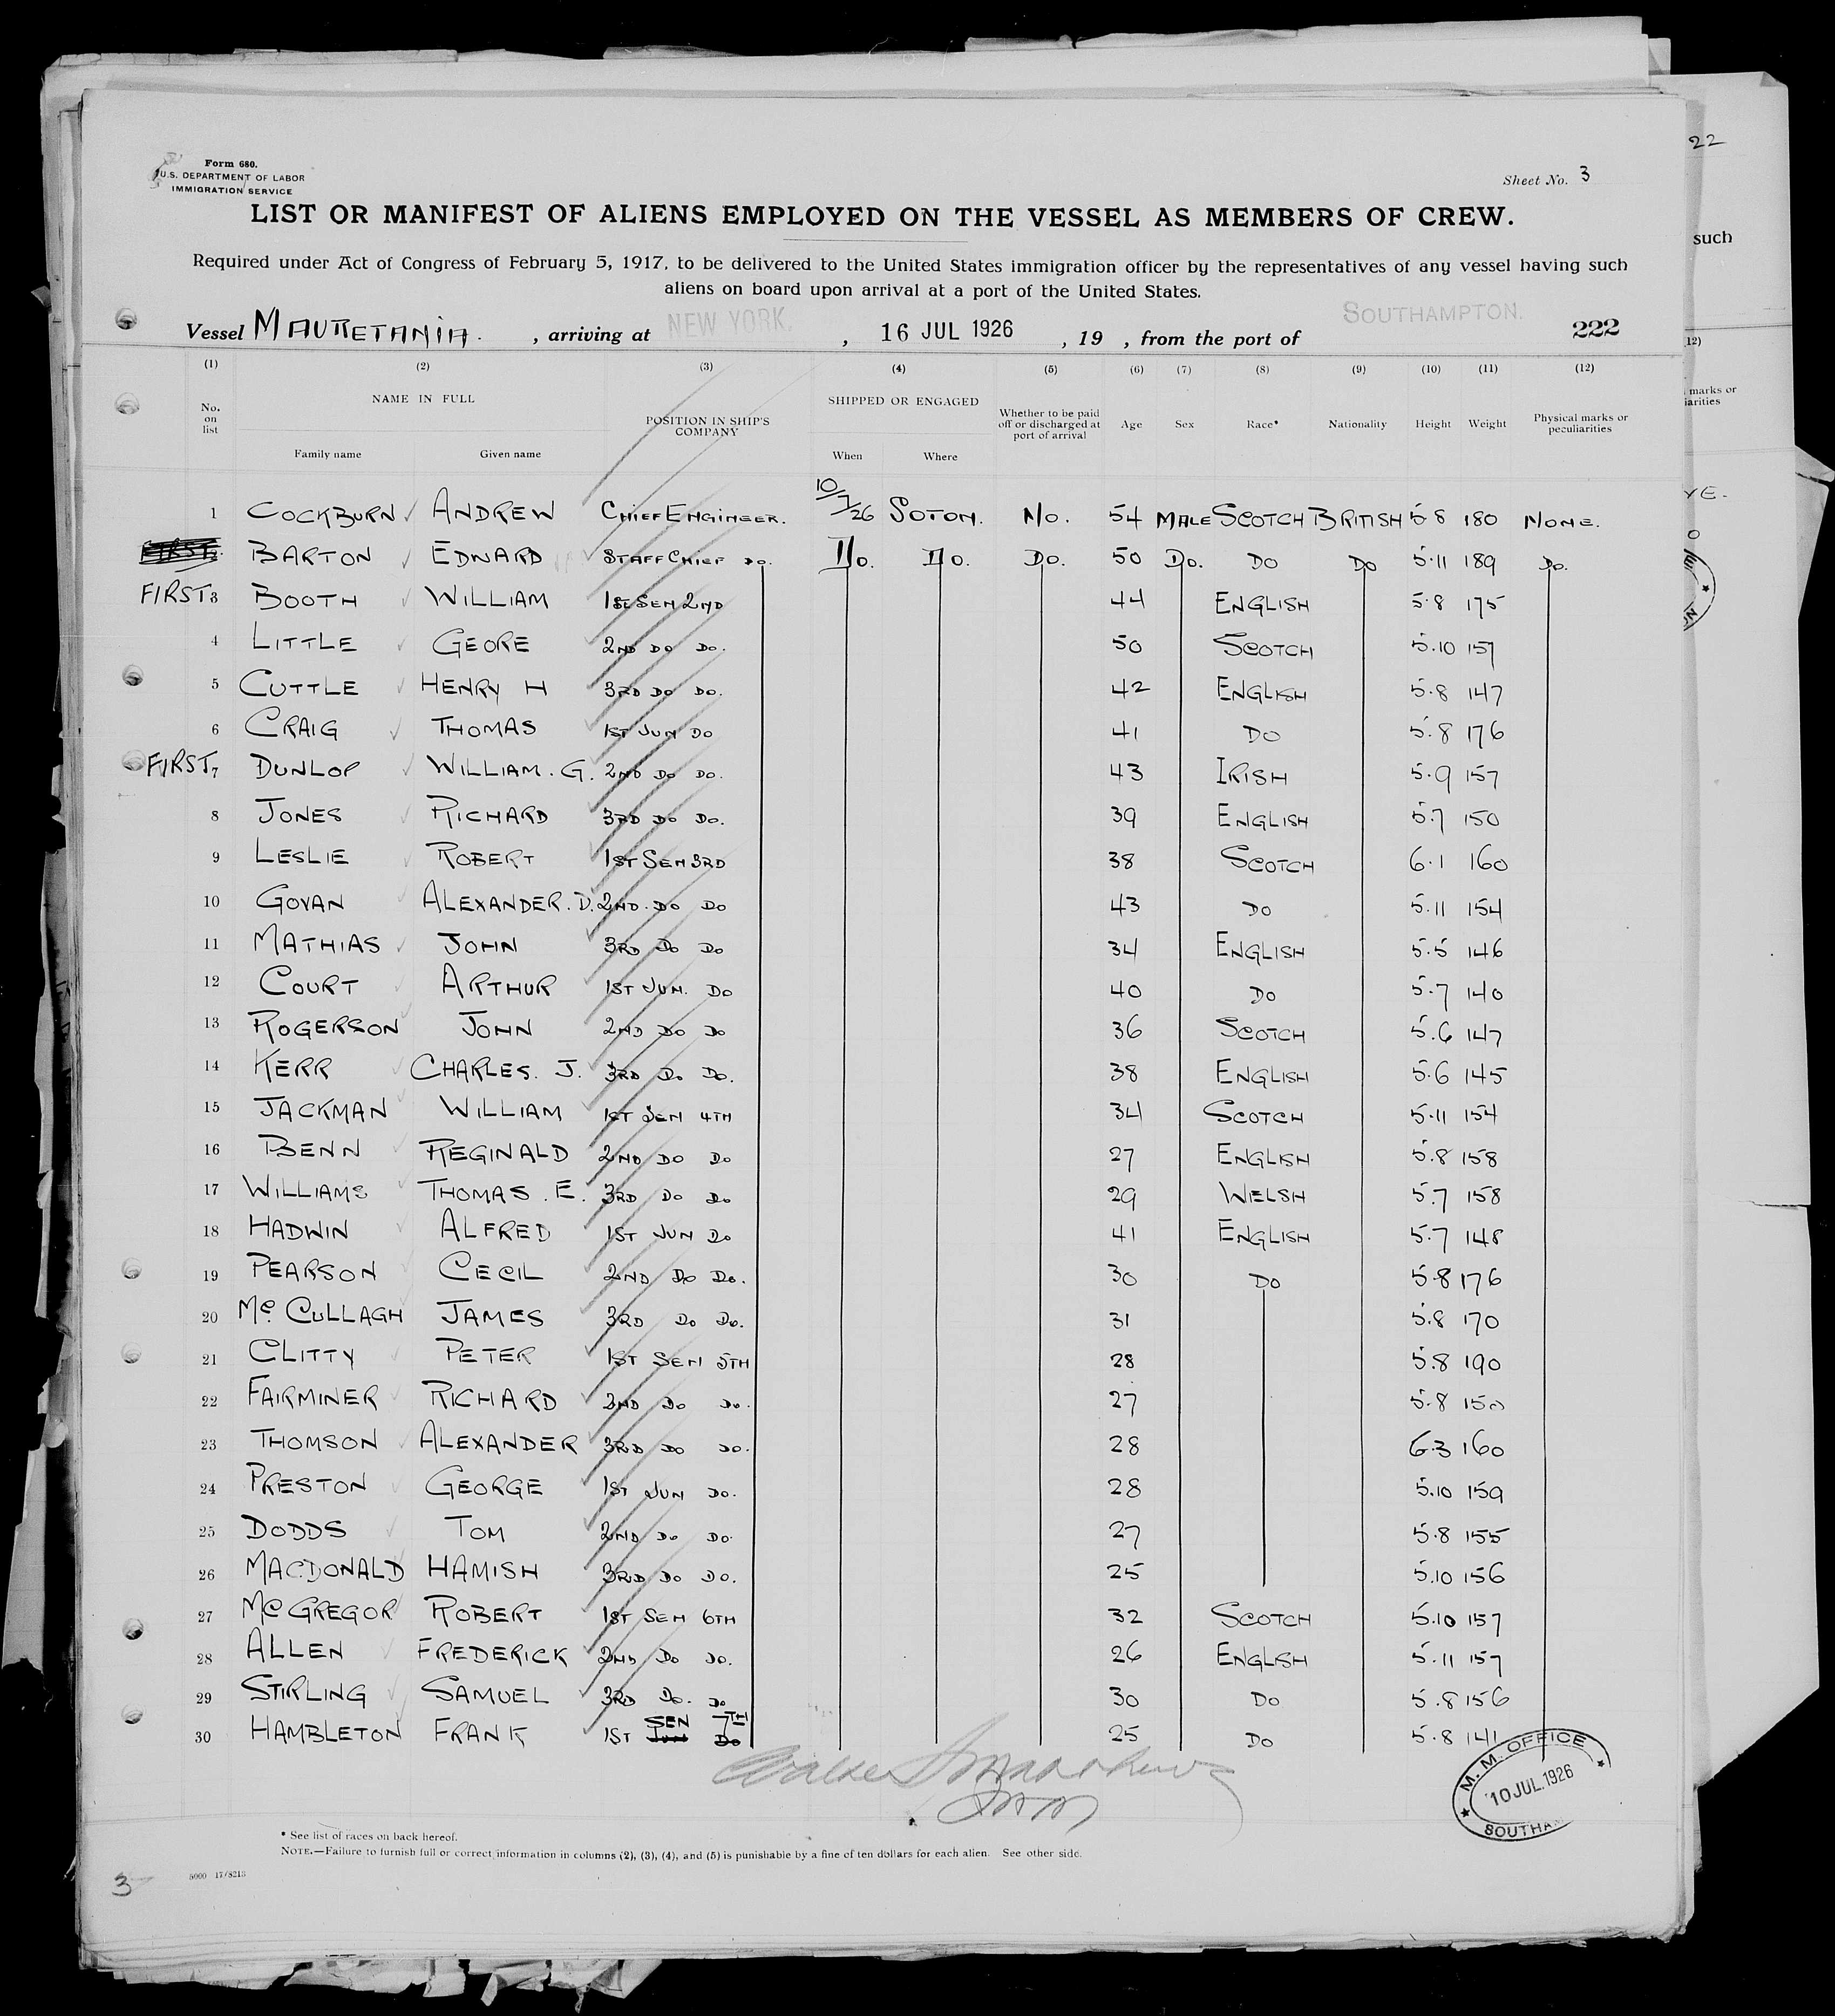 22
such
12)
marks or
iarities
Form 680.
U.S. DEPARTMENT OF LABOR
IMMIGRATION SERVICE
Sheet No. 3
LIST OR MANIFEST OF ALIENS EMPLOYED ON THE VESSEL AS MEMBERS OF CREW.
Required under Act of Congress of February 5, 1917, to be delivered to the United States immigration officer by the representatives of any vessel having such
aliens on board upon arrival at a port of the United States.
Vessel MAURETANIA. , arriving at NEW YORK. , 16 JUL 1926 , 19 , from the port of SOUTHAMPTON. 222
(1) (2) (3) (4) (5) (6) (7) (8) (9) (10) (11) (12)
No. on list NAME IN FULL Family name Given name POSITION IN SHIP'S COMPANY SHIPPED OR ENGAGED When Where Whether to be paid off or discharged at port of arrival Age Sex Race* Nationality Height Weight Physical marks or peculiarities
1 COCKBURN ANDREW CHIEF ENGINEER. 10/7/26 SOTON. NO. 54 MALE SCOTCH BRITISH 5.8 180 NONE.
BARTON EDWARD STAFF CHIEF DO. DO. DO. DO. 50 DO. DO DO 5.11 189 DO.
FIRST 3 BOOTH WILLIAM 1ST SEN 2ND 44 ENGLISH 5.8 175
4 LITTLE GEORE 2ND DO DO. 50 SCOTCH 5.10 157
5 CUTTLE HENRY H 3RD DO DO. 42 ENGLISH 5.8 147
6 CRAIG THOMAS 1ST JUN DO 41 DO 5.8 176
FIRST 7 DUNLOP WILLIAM. G. 2ND DO DO. 43 IRISH 5.9 157
8 JONES RICHARD 3RD DO DO. 39 ENGLISH 5.7 150
9 LESLIE ROBERT 1ST SEN 3RD 38 SCOTCH 6.1 160
10 GOVAN ALEXANDER. D. 2ND. DO DO 43 DO 5.11 154
11 MATHIAS JOHN 3RD DO DO 34 ENGLISH 5.5 146
12 COURT ARTHUR 1ST JUN. DO 40 DO 5.7 140
13 ROGERSON JOHN 2ND DO DO 36 SCOTCH 5.6 147
14 KERR CHARLES. J. 3RD DO DO. 38 ENGLISH 5.6 145
15 JACKMAN WILLIAM 1ST SEN 4TH 34 SCOTCH 5.11 154
16 BENN REGINALD 2ND DO DO 27 ENGLISH 5.8 158
17 WILLIAMS THOMAS. E. 3RD DO DO 29 WELSH 5.7 158
18 HADWIN ALFRED 1ST JUN DO 41 ENGLISH 5.7 148
19 PEARSON CECIL 2ND DO DO. 30 DO 5.8 176
20 Mc. CULLAGH JAMES 3RD DO DO. 31 5.8 170
21 CLITTY PETER 1ST SEN 5TH 28 5.8 190
22 FAIRMINER RICHARD 2ND DO DO. 27 5.8 150
23 THOMSON ALEXANDER 3RD DO DO. 28 6.3 160
24 PRESTON GEORGE 1ST JUN DO. 28 5.10 159
25 DODDS TOM 2ND DO DO. 27 5.8 155
26 MACDONALD HAMISH 3RD DO DO. 25 5.10 156
27 McGREGOR ROBERT 1ST SEN 6TH 32 SCOTCH 5.10 157
28 ALLEN FREDERICK 2ND DO DO. 26 ENGLISH 5.11 157
29 STIRLING SAMUEL 3RD DO. DO 30 DO 5.8 156
30 HAMBLETON FRANK 1ST SEN 7TH 25 DO 5.8 141
M. M. OFFICE
10 JUL. 1926
SOUTHA
* See list of races on back hereof.
NOTE.—Failure to furnish full or correct information in columns (2), (3), (4), and (5) is punishable by a fine of ten dollars for each alien. See other side.
5000 17/8213
3